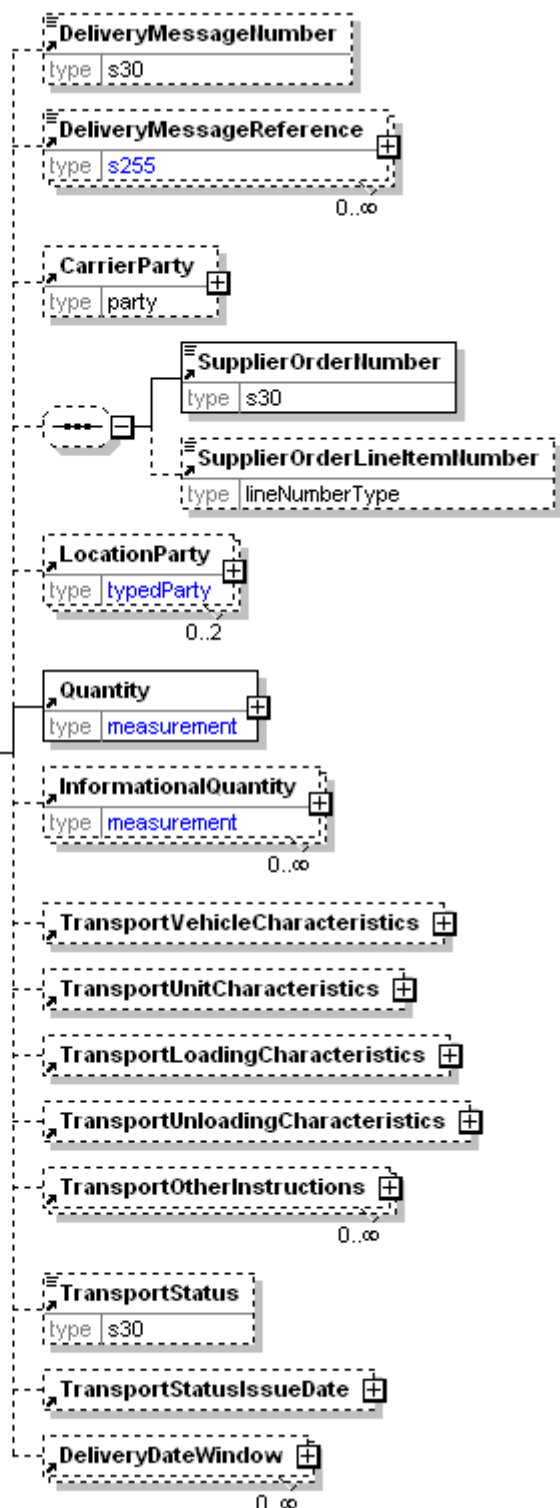 DeliveryMessageNumber
type s30
DeliveryMessageReference
type s255
0..∞
CarrierParty
type party
SupplierOrderNumber
type s30
SupplierOrderLineItemNumber
type lineNumberType
LocationParty
type typedParty
0..2
Quantity
type measurement
InformationalQuantity
type measurement
0..∞
TransportVehicleCharacteristics
TransportUnitCharacteristics
TransportLoadingCharacteristics
TransportUnloadingCharacteristics
TransportOtherInstructions
0..∞
TransportStatus
type s30
TransportStatusIssueDate
DeliveryDateWindow
0..∞